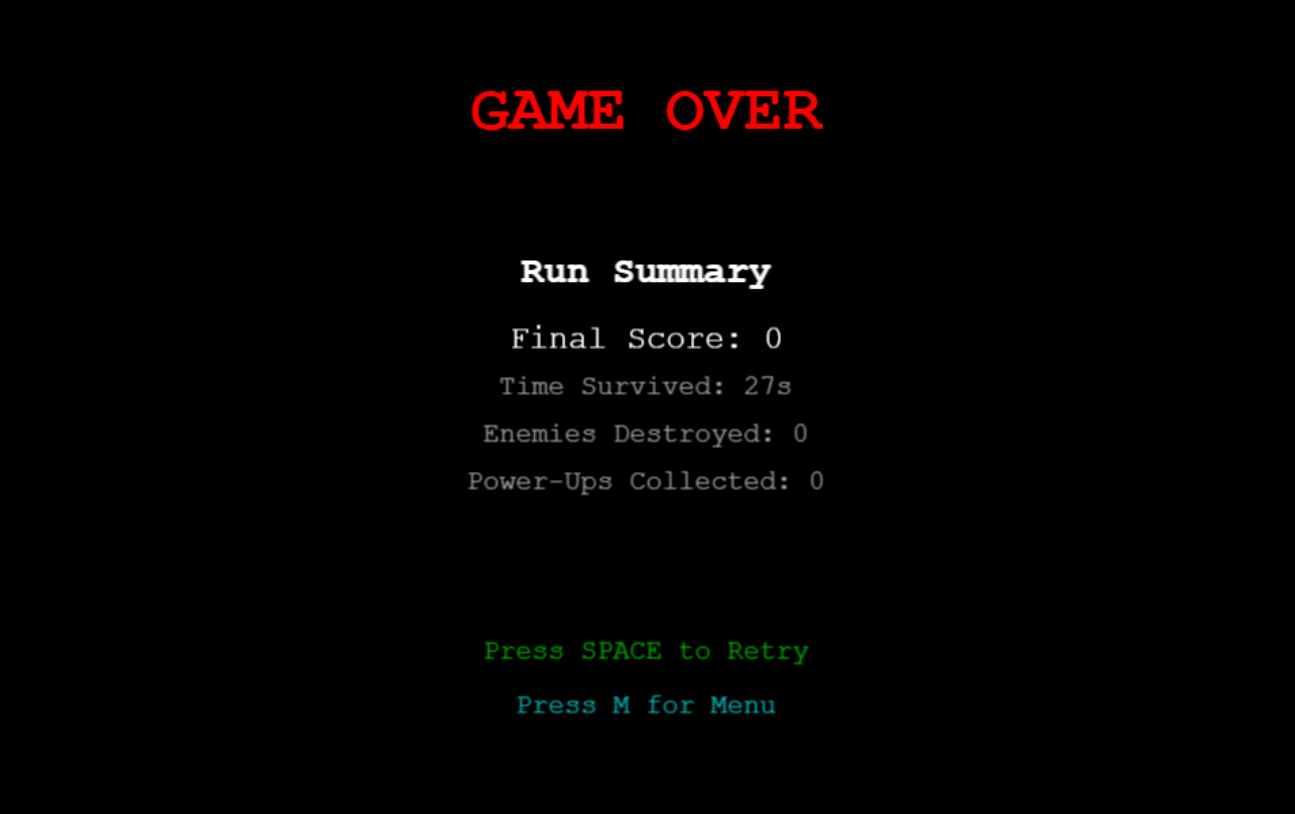 GAME OVER
Run Summary
Final Score: 0
Time Survived: 27s
Enemies Destroyed: 0
Power-Ups Collected: 0
Press SPACE to Retry
Press M for Menu